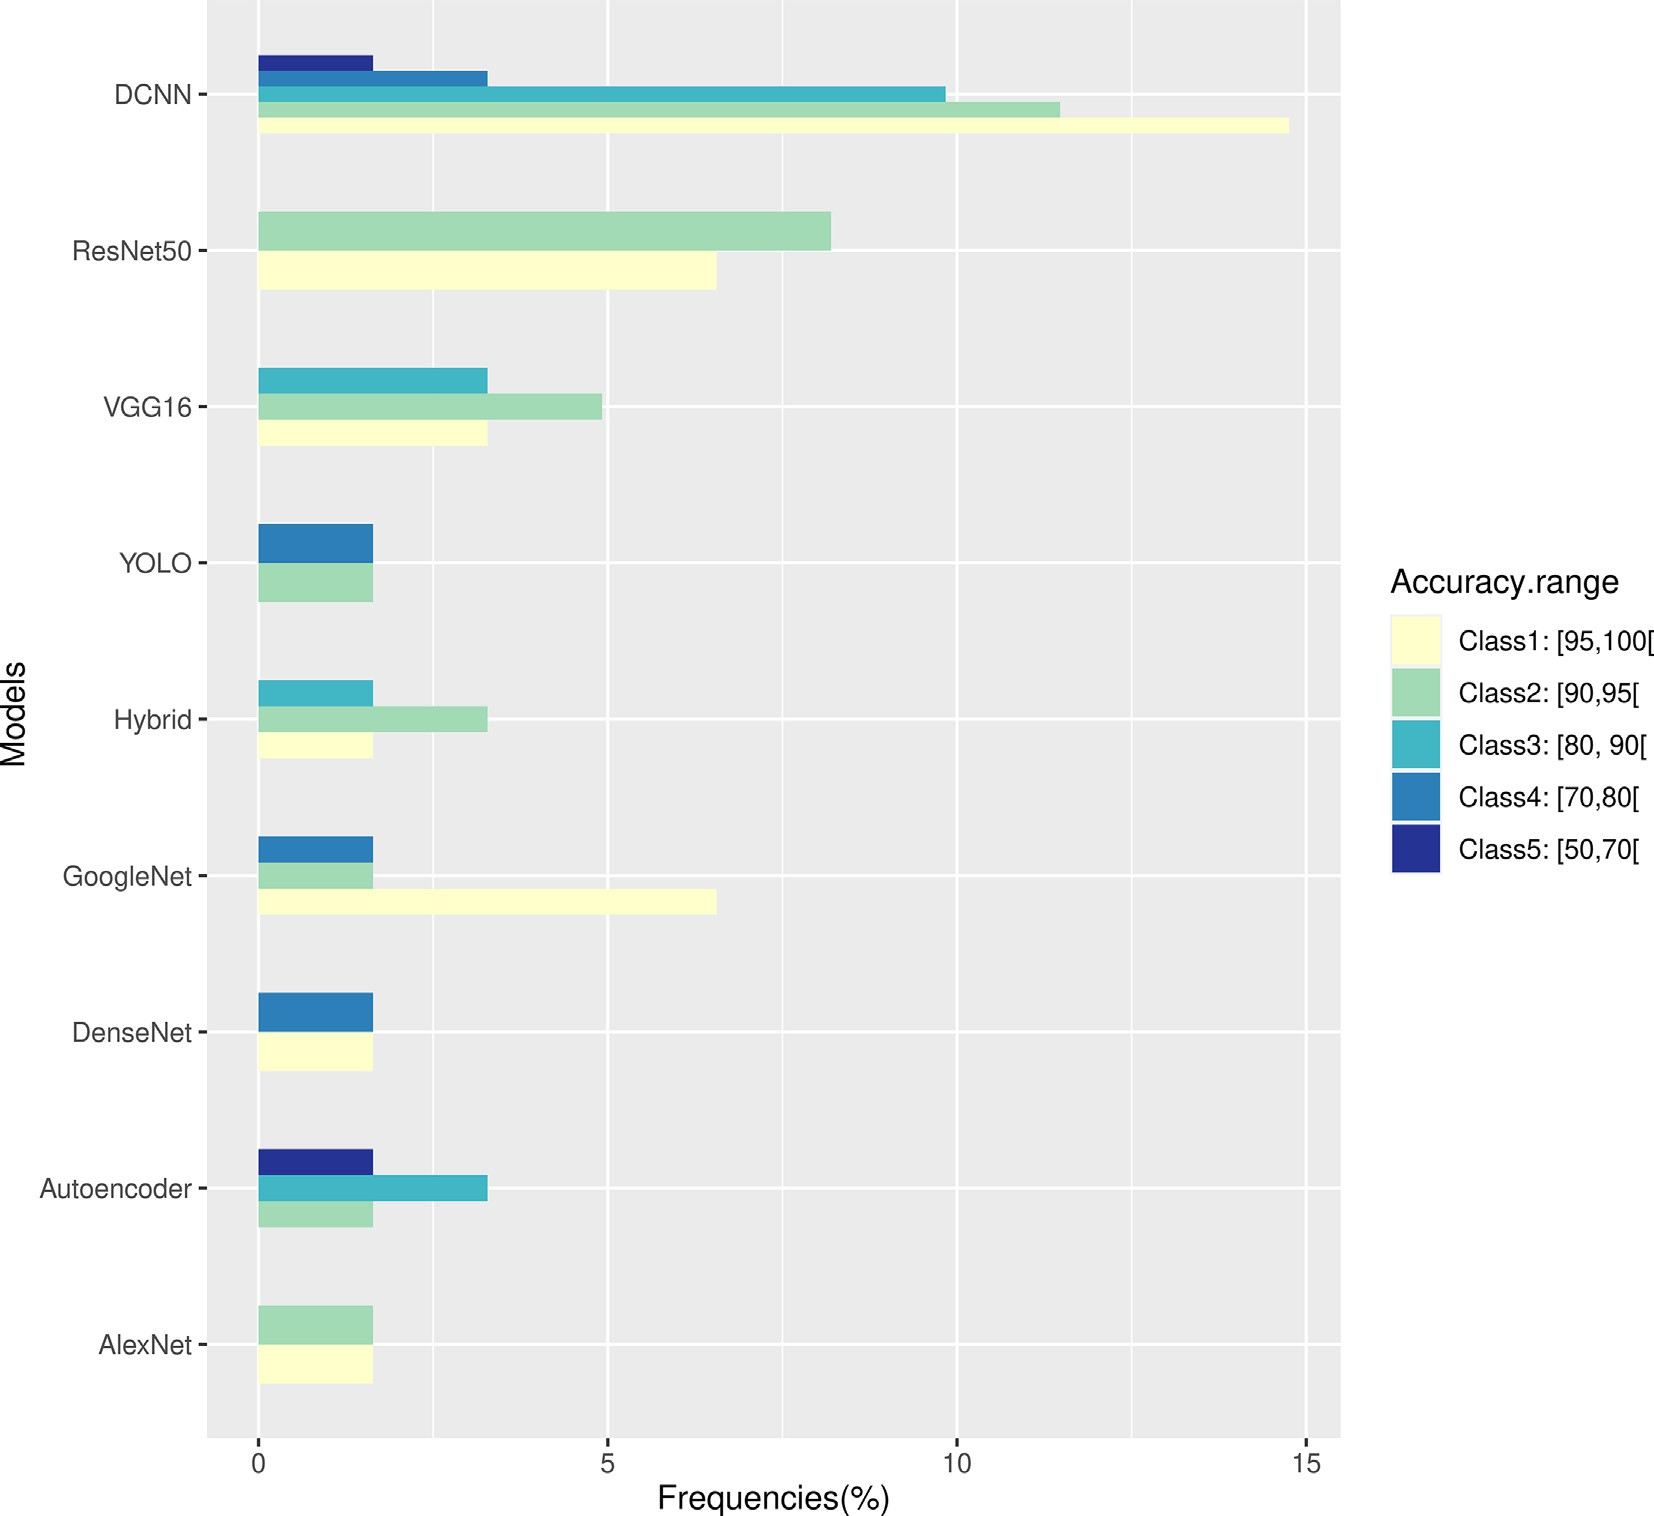 DCNN
ResNet50
VGG16
YOLO
Hybrid
GoogleNet
DenseNet
Autoencoder
AlexNet
Models
0 5 10 15
Frequencies(%)
Accuracy.range
Class1: [95,100[
Class2: [90,95[
Class3: [80, 90[
Class4: [70,80[
Class5: [50,70[